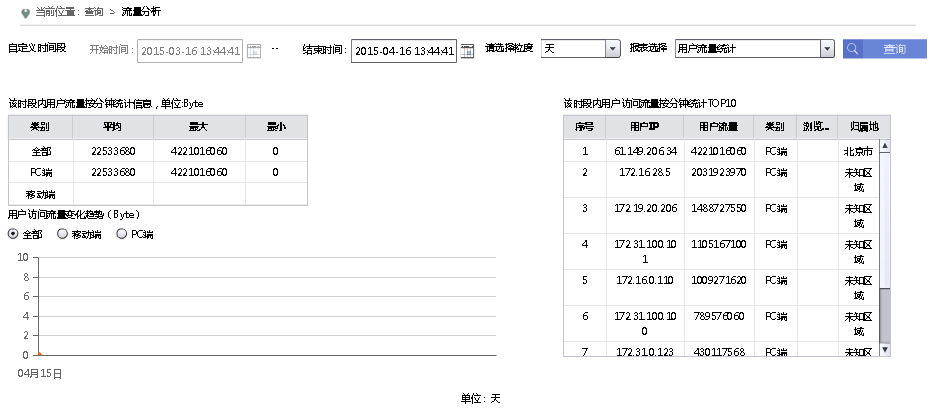 当前位置: 查询 > 流量分析
自定义时间段 开始时间: 2015-03-16 13:44:41 -- 结束时间: 2015-04-16 13:44:41 请选择粒度 天 报表选择 用户流量统计 查询
该时段内用户流量按分钟统计信息,单位:Byte
类别 平均 最大 最小
全部 22533680 4221016060 0
PC端 22533680 4221016060 0
移动端
用户访问流量变化趋势(Byte)
全部 移动端 PC端
10
8
6
4
2
0
04月15日
单位: 天
该时段内用户访问流量按分钟统计TOP10
序号 用户IP 用户流量 类别 浏览... 归属地
1 61.149.206.34 4221016060 PC端 北京市
2 172.16.28.5 2031923970 PC端 未知区
域
3 172.19.20.206 1488727550 PC端 未知区
域
4 172.31.100.10 1105167100 PC端 未知区
1 域
5 172.16.0.110 1009271620 PC端 未知区
域
6 172.31.100.10 789576060 PC端 未知区
0 域
7 172.31.0.123 430117568 PC端 未知区